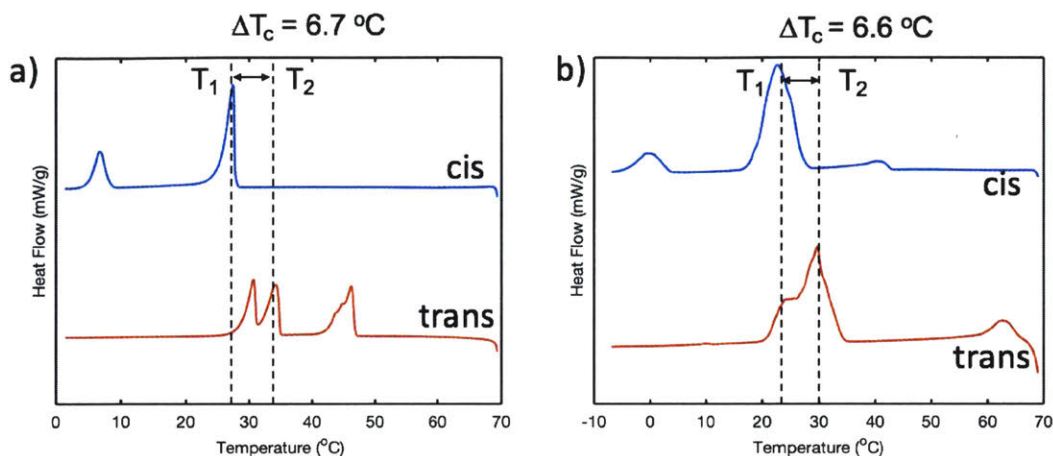 ΔTc = 6.7 °C
a)
T1
T2
cis
trans
Heat Flow (mW/g)
0 10 20 30 40 50 60 70
Temperature (°C)
ΔTc = 6.6 °C
b)
T1
T2
cis
trans
Heat Flow (mW/g)
-10 0 10 20 30 40 50 60 70
Temperature (°C)